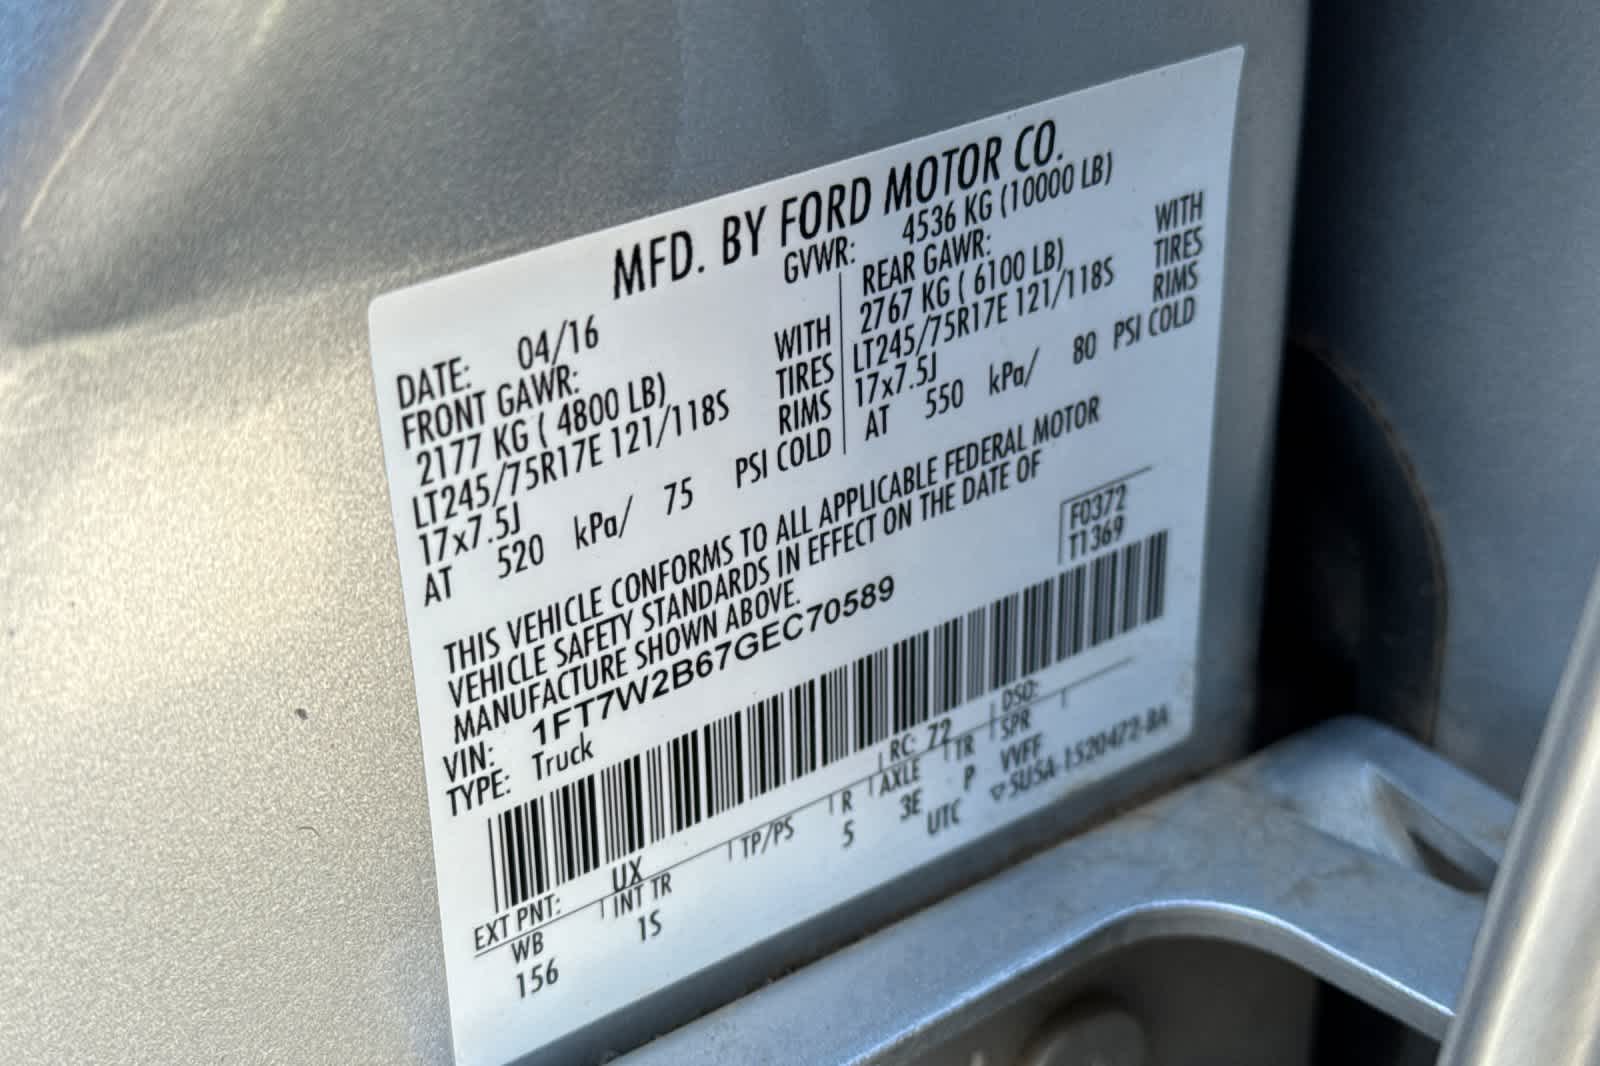 MFD. BY FORD MOTOR CO.
DATE: 04/16
GVWR: 4536 KG (10000 LB)
FRONT GAWR:
2177 KG ( 4800 LB) WITH
LT245/75R17E 121/118S TIRES
17x7.5J RIMS
AT 520 kPa/ 75 PSI COLD
REAR GAWR:
2767 KG ( 6100 LB) WITH
LT245/75R17E 121/118S TIRES
17x7.5J RIMS
AT 550 kPa/ 80 PSI COLD
THIS VEHICLE CONFORMS TO ALL APPLICABLE FEDERAL MOTOR
VEHICLE SAFETY STANDARDS IN EFFECT ON THE DATE OF
MANUFACTURE SHOWN ABOVE.
F0372
T1369
VIN: 1FT7W2B67GEC70589
TYPE: Truck
EXT PNT: UX RC: 72 DSO:
WB INT TR TP/PS R AXLE TR SPR
156 1S 5 3E P VVFF
UTC ▽SUSA-1520472-BA